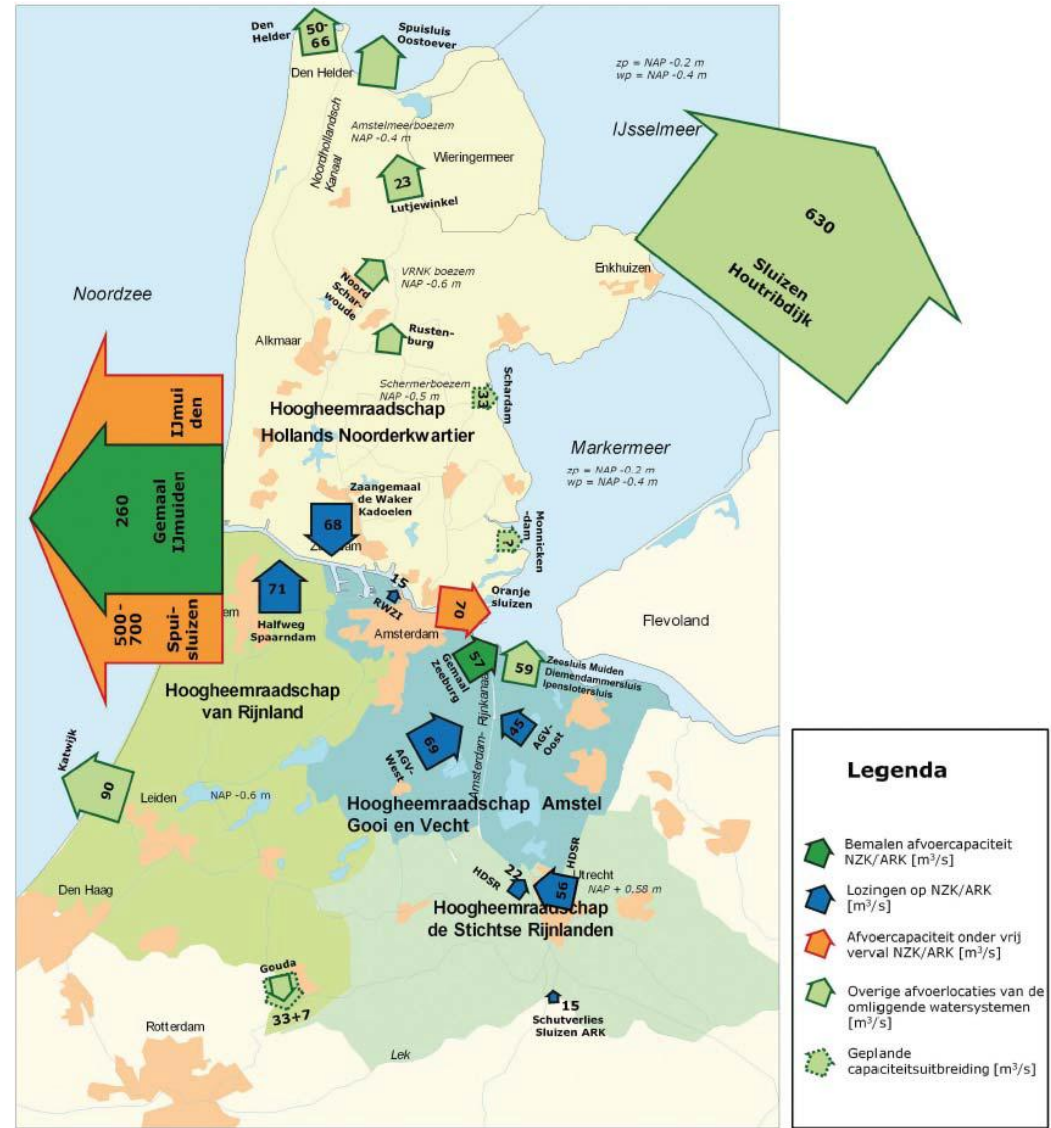 Den
Helder
50-
66
Spuisluis
Oostoever
Den Helder
zp = NAP -0.2 m
wp = NAP -0.4 m
IJsselmeer
Amstelmeerboezem
NAP -0.4 m
Noordhollandsch
Kanaal
Wieringermeer
23
Lutjewinkel
630
Sluizen
Houtribdijk
Noordzee
VRNK boezem
NAP -0.6 m
Enkhuizen
Noord
Schar-
woude
Rusten-
burg
Alkmaar
Schermerboezem
NAP -0.5 m
33
Schardam
Hoogheemraadschap
Hollands Noorderkwartier
Markermeer
zp = NAP -0.2 m
wp = NAP -0.4 m
IJmui
den
260
Gemaal
IJmuiden
500-
700
Spui-
sluizen
Zaangemaal
de Waker
Kadoelen
68
?
Monnicken
-dam
71
Halfweg
Spaarndam
15
RWZI
Amsterdam
70
Oranje
sluizen
Flevoland
57
Gemaal
Zeeburg
59
Zeesluis Muiden
Diemendammersluis
Ipenslotersluis
Hoogheemraadschap
van Rijnland
Amsterdam- Rijnkanaal
69
AGV-
West
45
AGV-
Oost
Katwijk
90
Leiden
NAP -0.6 m
Hoogheemraadschap Amstel
Gooi en Vecht
Den Haag
HDSR
22
56
HDSR
Utrecht
NAP + 0.58 m
Hoogheemraadschap
de Stichtse Rijnlanden
Gouda
33+7
15
Schutverlies
Sluizen ARK
Rotterdam
Lek
Legenda
Bemalen afvoercapaciteit
NZK/ARK [m³/s]
Lozingen op NZK/ARK
[m³/s]
Afvoercapaciteit onder vrij
verval NZK/ARK [m³/s]
Overige afvoerlocaties van de
omliggende watersystemen
[m³/s]
Geplande
capaciteitsuitbreiding [m³/s]